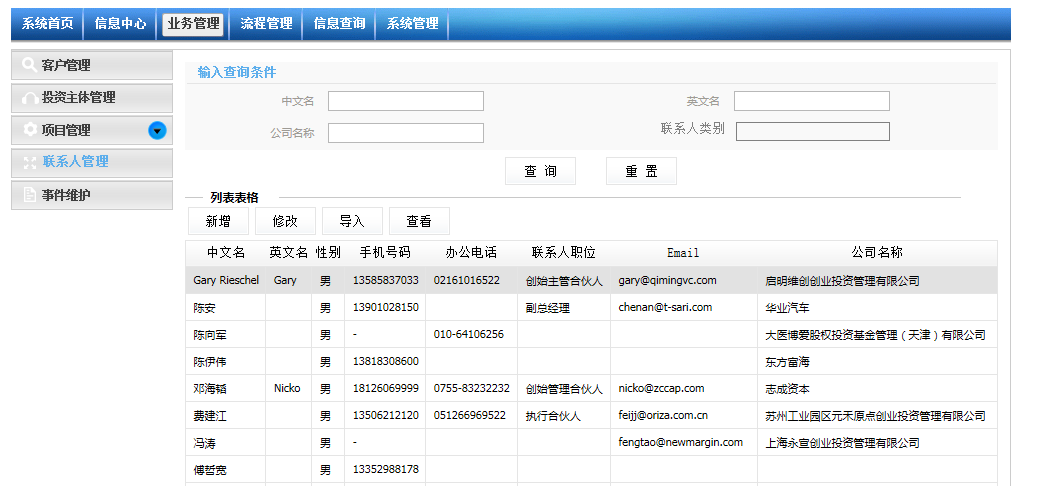 系统首页 信息中心 业务管理 流程管理 信息查询 系统管理
客户管理
投资主体管理
项目管理
联系人管理
事件维护
输入查询条件
中文名 英文名
公司名称 联系人类别
查 询 重 置
列表表格
新增 修改 导入 查看
中文名 英文名 性别 手机号码 办公电话 联系人职位 Email 公司名称
Gary Rieschel Gary 男 13585837033 02161016522 创始主管合伙人 gary@qimingvc.com 启明维创创业投资管理有限公司
陈安 男 13901028150 副总经理 chenan@t-sari.com 华业汽车
陈向军 男 - 010-64106256 大医博爱股权投资基金管理（天津）有限公司
陈伊伟 男 13818308600 东方富海
邓海韬 Nicko 男 18126069999 0755-83232232 创始管理合伙人 nicko@zccap.com 志成资本
费建江 男 13506212120 051266969522 执行合伙人 feijj@oriza.com.cn 苏州工业园区元禾原点创业投资管理有限公司
冯涛 男 - fengtao@newmargin.com 上海永宣创业投资管理有限公司
傅哲宽 男 13352988178